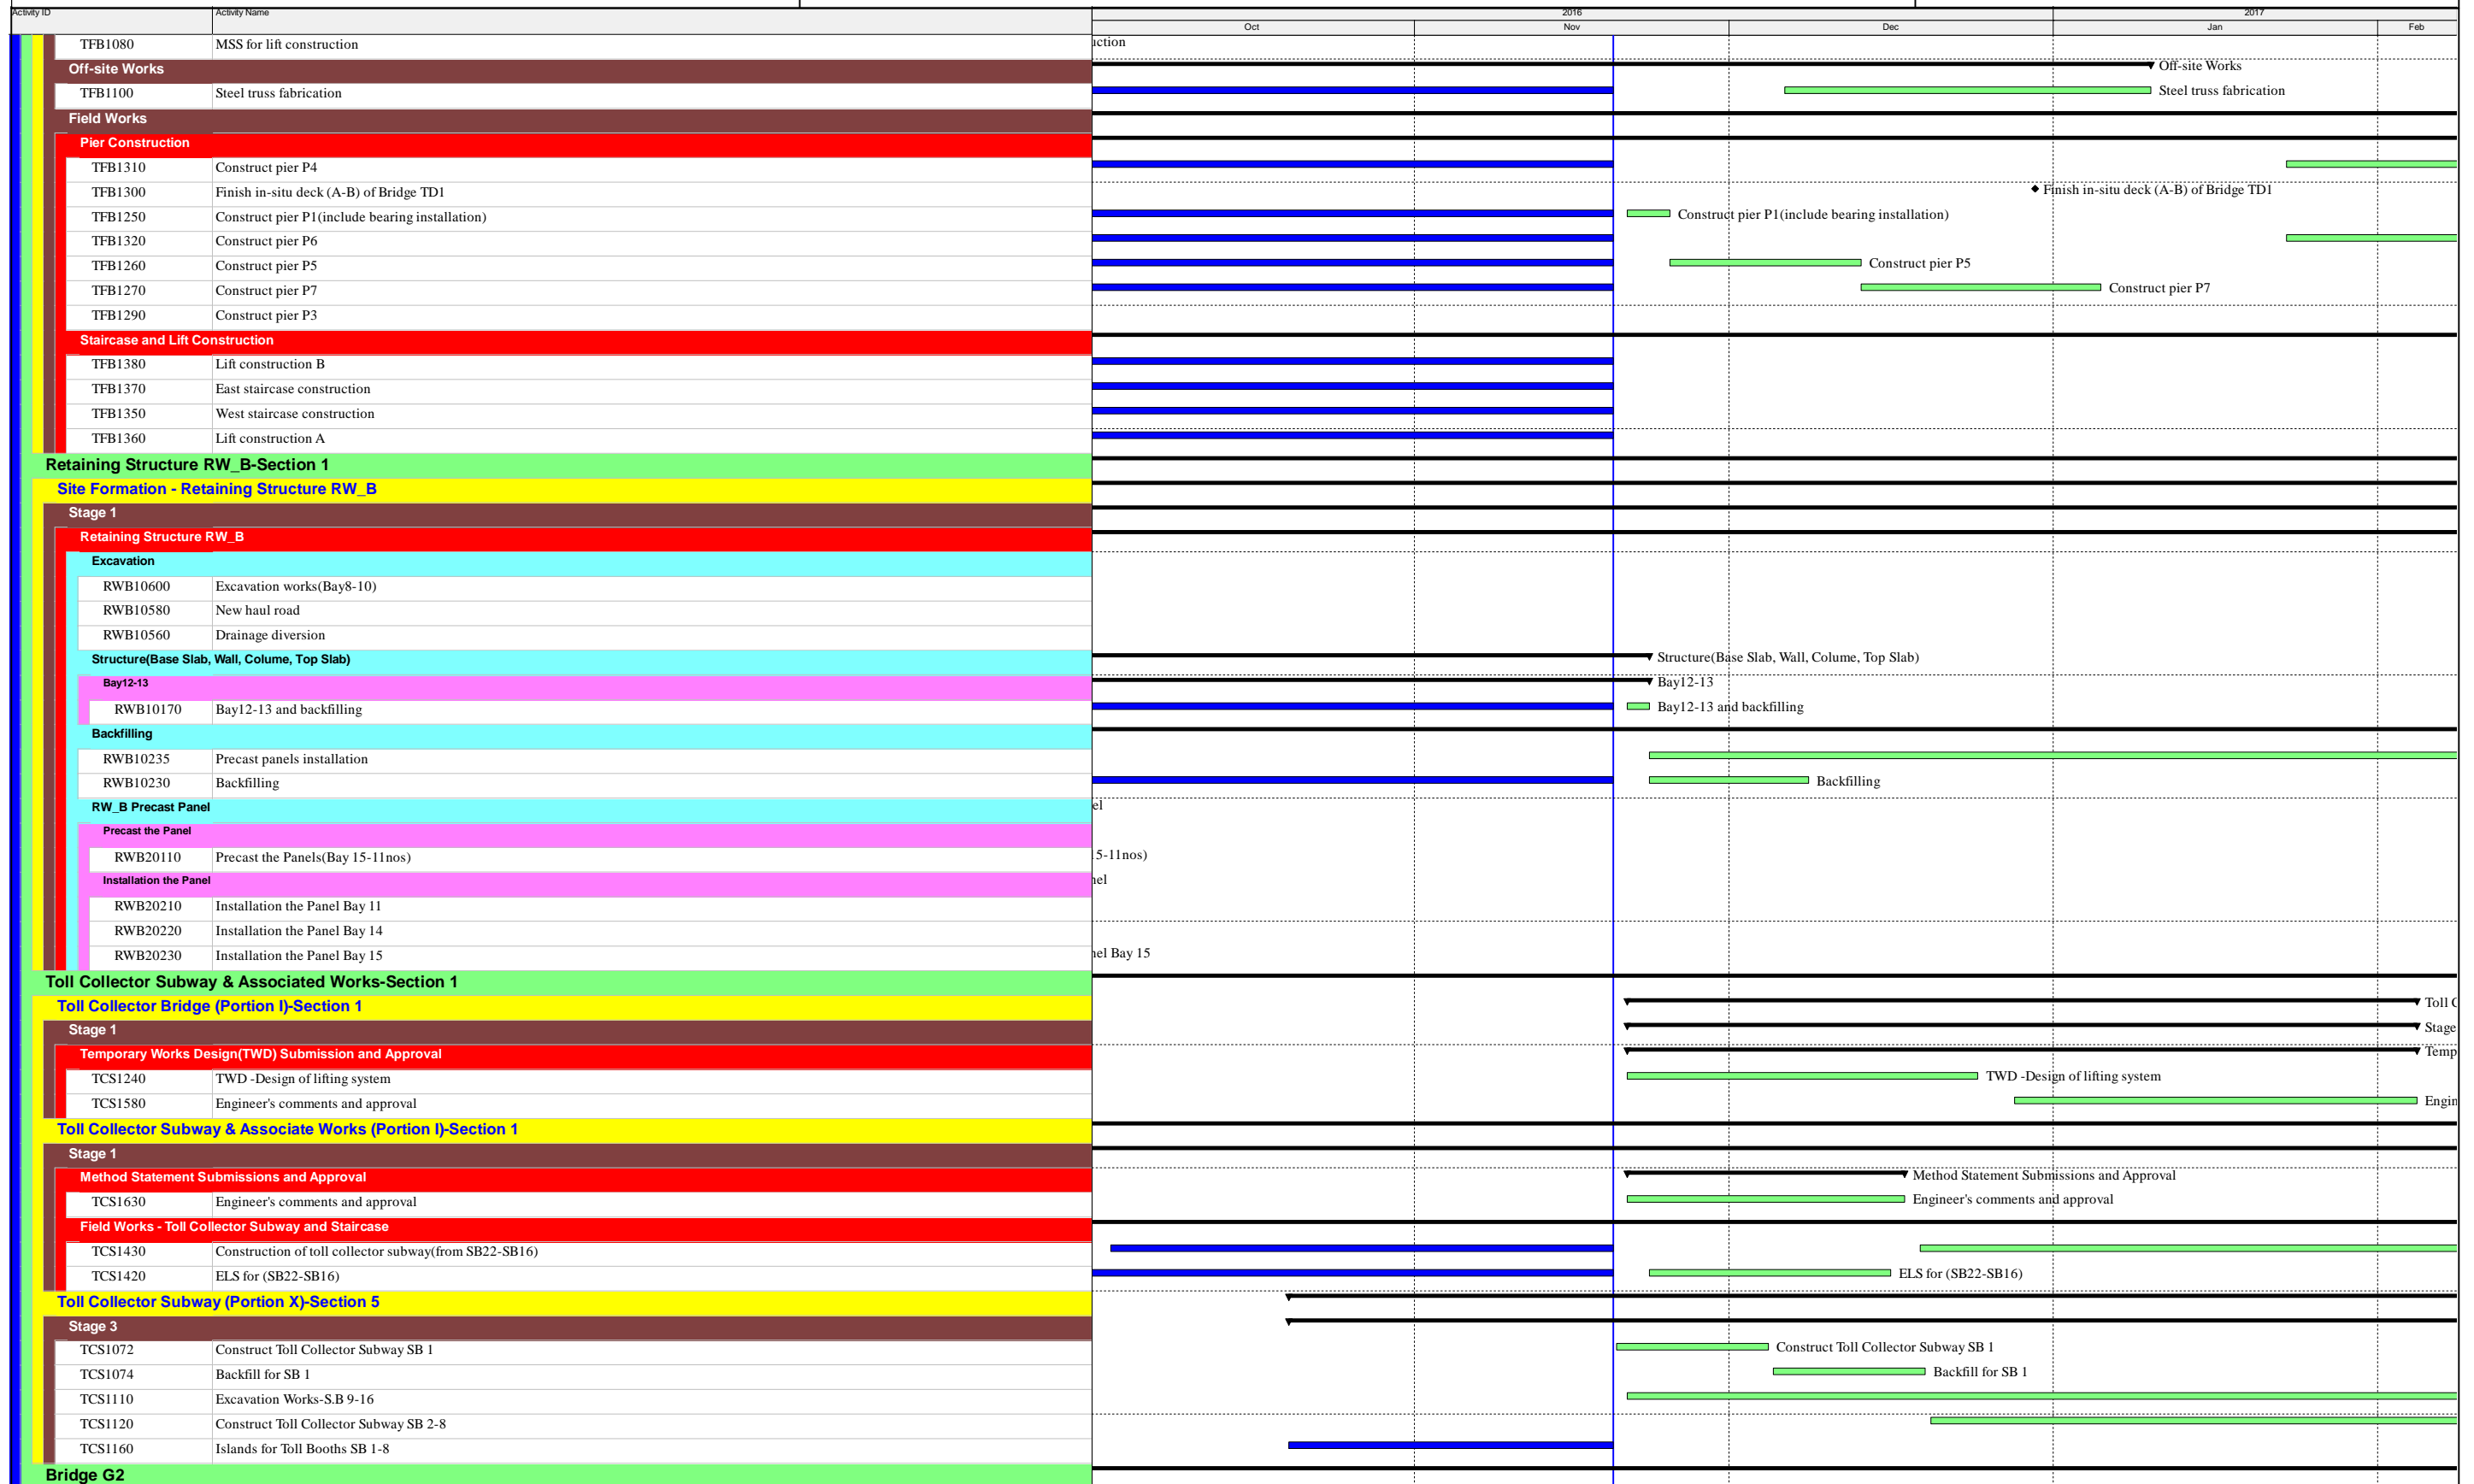 Activity ID Activity Name 2016 2017
Oct Nov Dec Jan Feb
TFB1080 MSS for lift construction uction
Off-site Works Off-site Works
TFB1100 Steel truss fabrication Steel truss fabrication
Field Works
Pier Construction
TFB1310 Construct pier P4
TFB1300 Finish in-situ deck (A-B) of Bridge TD1 Finish in-situ deck (A-B) of Bridge TD1
TFB1250 Construct pier P1(include bearing installation) Construct pier P1(include bearing installation)
TFB1320 Construct pier P6
TFB1260 Construct pier P5 Construct pier P5
TFB1270 Construct pier P7 Construct pier P7
TFB1290 Construct pier P3
Staircase and Lift Construction
TFB1380 Lift construction B
TFB1370 East staircase construction
TFB1350 West staircase construction
TFB1360 Lift construction A
Retaining Structure RW_B-Section 1
Site Formation - Retaining Structure RW_B
Stage 1
Retaining Structure RW_B
Excavation
RWB10600 Excavation works(Bay8-10)
RWB10580 New haul road
RWB10560 Drainage diversion
Structure(Base Slab, Wall, Colume, Top Slab) Structure(Base Slab, Wall, Colume, Top Slab)
Bay12-13 Bay12-13
RWB10170 Bay12-13 and backfilling Bay12-13 and backfilling
Backfilling
RWB10235 Precast panels installation
RWB10230 Backfilling Backfilling
RW_B Precast Panel el
Precast the Panel
RWB20110 Precast the Panels(Bay 15-11nos) 15-11nos)
Installation the Panel nel
RWB20210 Installation the Panel Bay 11
RWB20220 Installation the Panel Bay 14
RWB20230 Installation the Panel Bay 15 nel Bay 15
Toll Collector Subway & Associated Works-Section 1
Toll Collector Bridge (Portion I)-Section 1 Toll C
Stage 1 Stage
Temporary Works Design(TWD) Submission and Approval Temp
TCS1240 TWD -Design of lifting system TWD -Design of lifting system
TCS1580 Engineer's comments and approval Engin
Toll Collector Subway & Associate Works (Portion I)-Section 1
Stage 1
Method Statement Submissions and Approval Method Statement Submissions and Approval
TCS1630 Engineer's comments and approval Engineer's comments and approval
Field Works - Toll Collector Subway and Staircase
TCS1430 Construction of toll collector subway(from SB22-SB16)
TCS1420 ELS for (SB22-SB16) ELS for (SB22-SB16)
Toll Collector Subway (Portion X)-Section 5
Stage 3
TCS1072 Construct Toll Collector Subway SB 1 Construct Toll Collector Subway SB 1
TCS1074 Backfill for SB 1 Backfill for SB 1
TCS1110 Excavation Works-S.B 9-16
TCS1120 Construct Toll Collector Subway SB 2-8
TCS1160 Islands for Toll Booths SB 1-8
Bridge G2